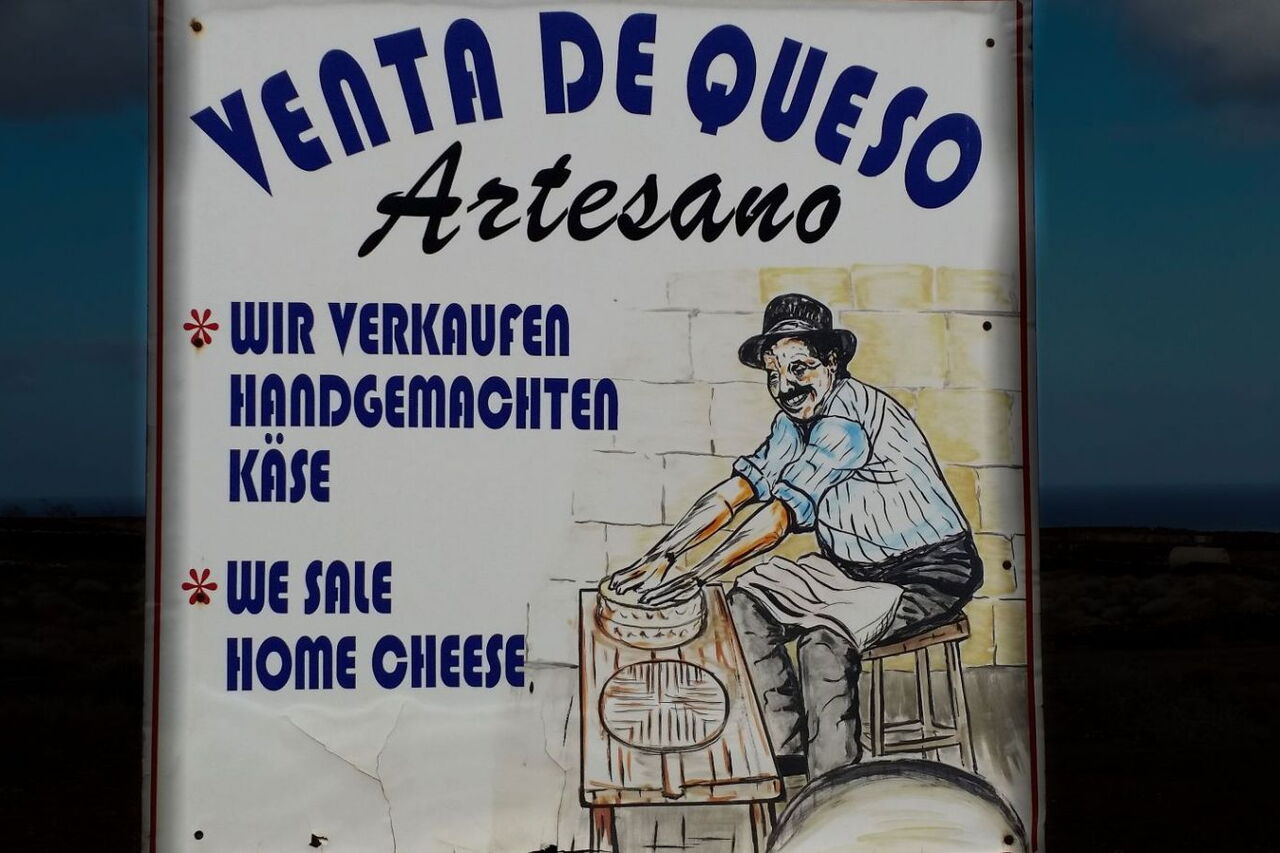 VENTA DE QUESO
Artesano
* WIR VERKAUFEN
HANDGEMACHTEN
KÄSE
* WE SALE
HOME CHEESE